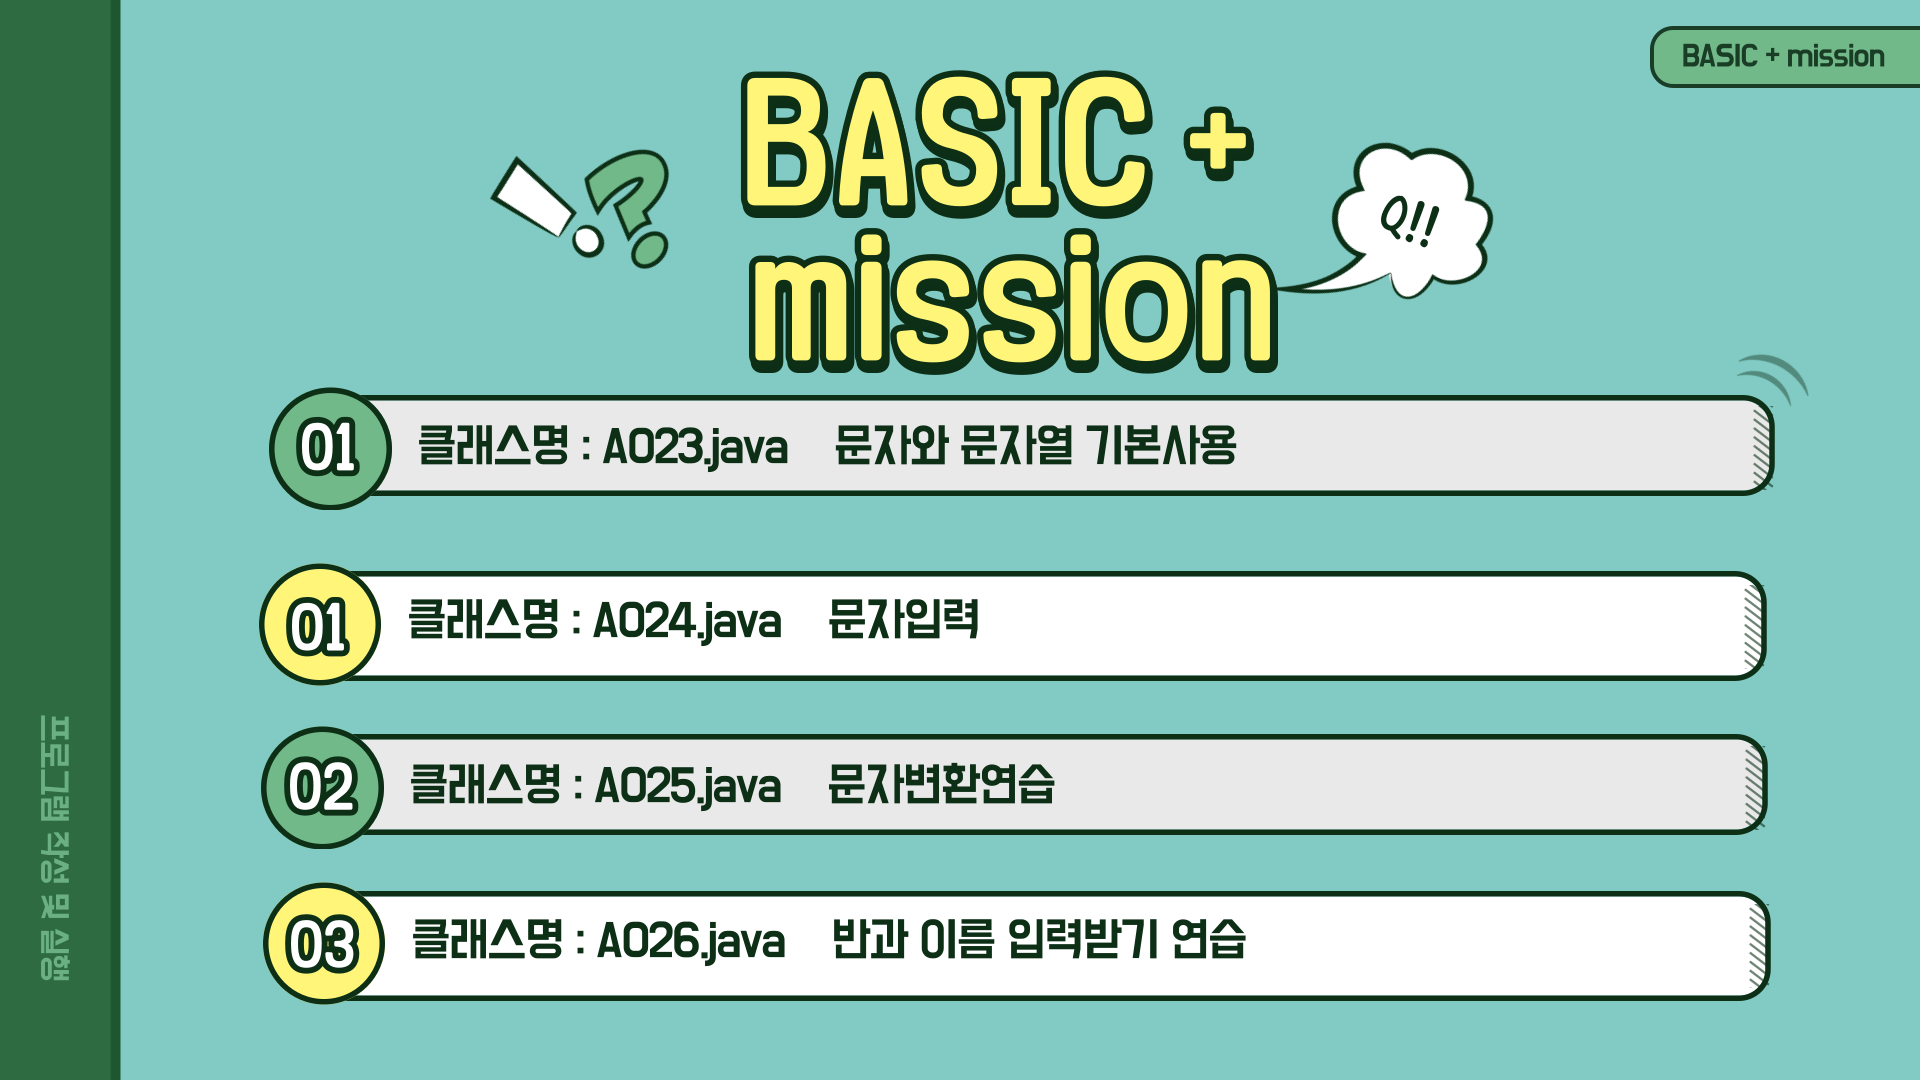 BASIC + mission
BASIC +
mission
!?
Q!!
01 클래스명 : A023.java 문자와 문자열 기본사용
01 클래스명 : A024.java 문자입력
02 클래스명 : A025.java 문자변환연습
03 클래스명 : A026.java 반과 이름 입력받기 연습
프로그램 작성 및 실행